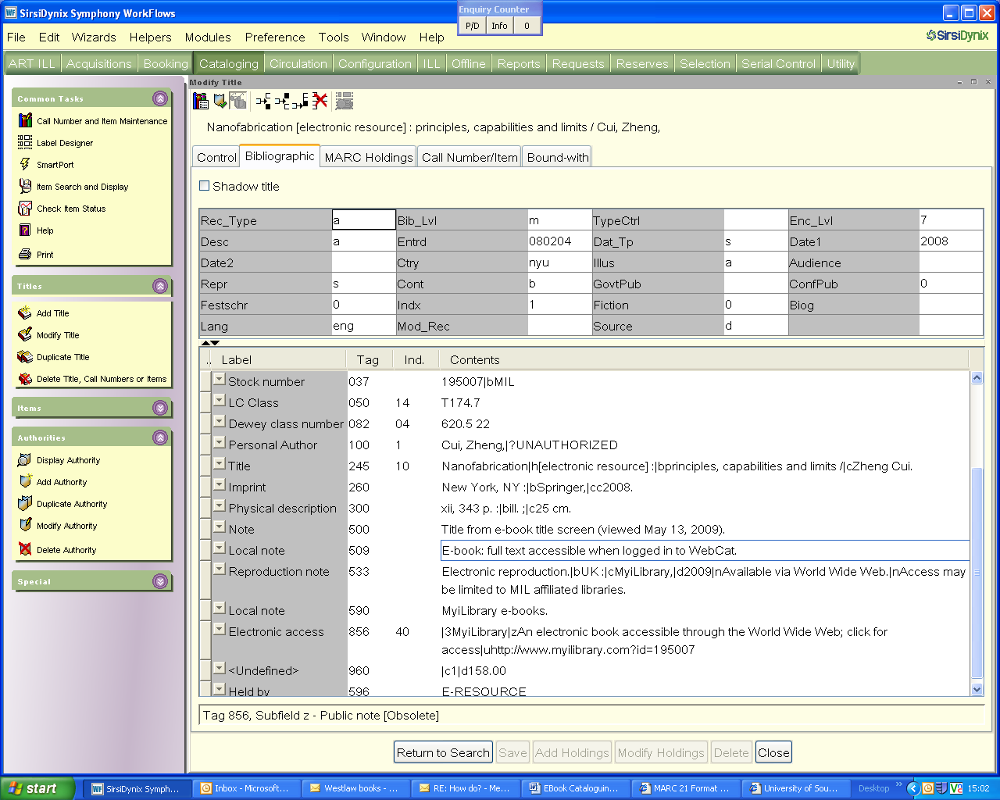 SirsiDynix Symphony WorkFlows
Enquiry Counter
P/D Info 0
File Edit Wizards Helpers Modules Preference Tools Window Help
SirsiDynix
ART ILL Acquisitions Booking Cataloging Circulation Configuration ILL Offline Reports Requests Reserves Selection Serial Control Utility
Common Tasks
Call Number and Item Maintenance
Label Designer
SmartPort
Item Search and Display
Check Item Status
Help
Print
Titles
Add Title
Modify Title
Duplicate Title
Delete Title, Call Numbers or Items
Items
Authorities
Display Authority
Add Authority
Duplicate Authority
Modify Authority
Delete Authority
Special
Modify Title
Nanofabrication [electronic resource] : principles, capabilities and limits / Cui, Zheng,
Control Bibliographic MARC Holdings Call Number/Item Bound-with
Shadow title
Rec_Type a Bib_Lvl m TypeCtrl Enc_Lvl 7
Desc a Entrd 080204 Dat_Tp s Date1 2008
Date2 Ctry nyu Illus a Audience
Repr s Cont b GovtPub ConfPub 0
Festschr 0 Indx 1 Fiction 0 Biog
Lang eng Mod_Rec Source d
.. Label Tag Ind. Contents
Stock number 037 195007|bMIL
LC Class 050 14 T174.7
Dewey class number 082 04 620.5 22
Personal Author 100 1 Cui, Zheng,|?UNAUTHORIZED
Title 245 10 Nanofabrication|h[electronic resource] :|bprinciples, capabilities and limits /|cZheng Cui.
Imprint 260 New York, NY :|bSpringer,|cc2008.
Physical description 300 xii, 343 p. :|bill. ;|c25 cm.
Note 500 Title from e-book title screen (viewed May 13, 2009).
Local note 509 E-book: full text accessible when logged in to WebCat.
Reproduction note 533 Electronic reproduction.|bUK :|cMyiLibrary,|d2009|nAvailable via World Wide Web.|nAccess may
be limited to MIL affiliated libraries.
Local note 590 MyiLibrary e-books.
Electronic access 856 40 |3MyiLibrary|zAn electronic book accessible through the World Wide Web; click for
access|uhttp://www.myilibrary.com?id=195007
<Undefined> 960 |c1|d158.00
Held by 596 E-RESOURCE
Tag 856, Subfield z - Public note [Obsolete]
Return to Search Save Add Holdings Modify Holdings Delete Close
start SirsiDynix Symph... Inbox - Microsoft... Westlaw books - ... RE: How do? - Me... EBook Cataloguin... MARC 21 Format ... University of Sou... Desktop 15:02